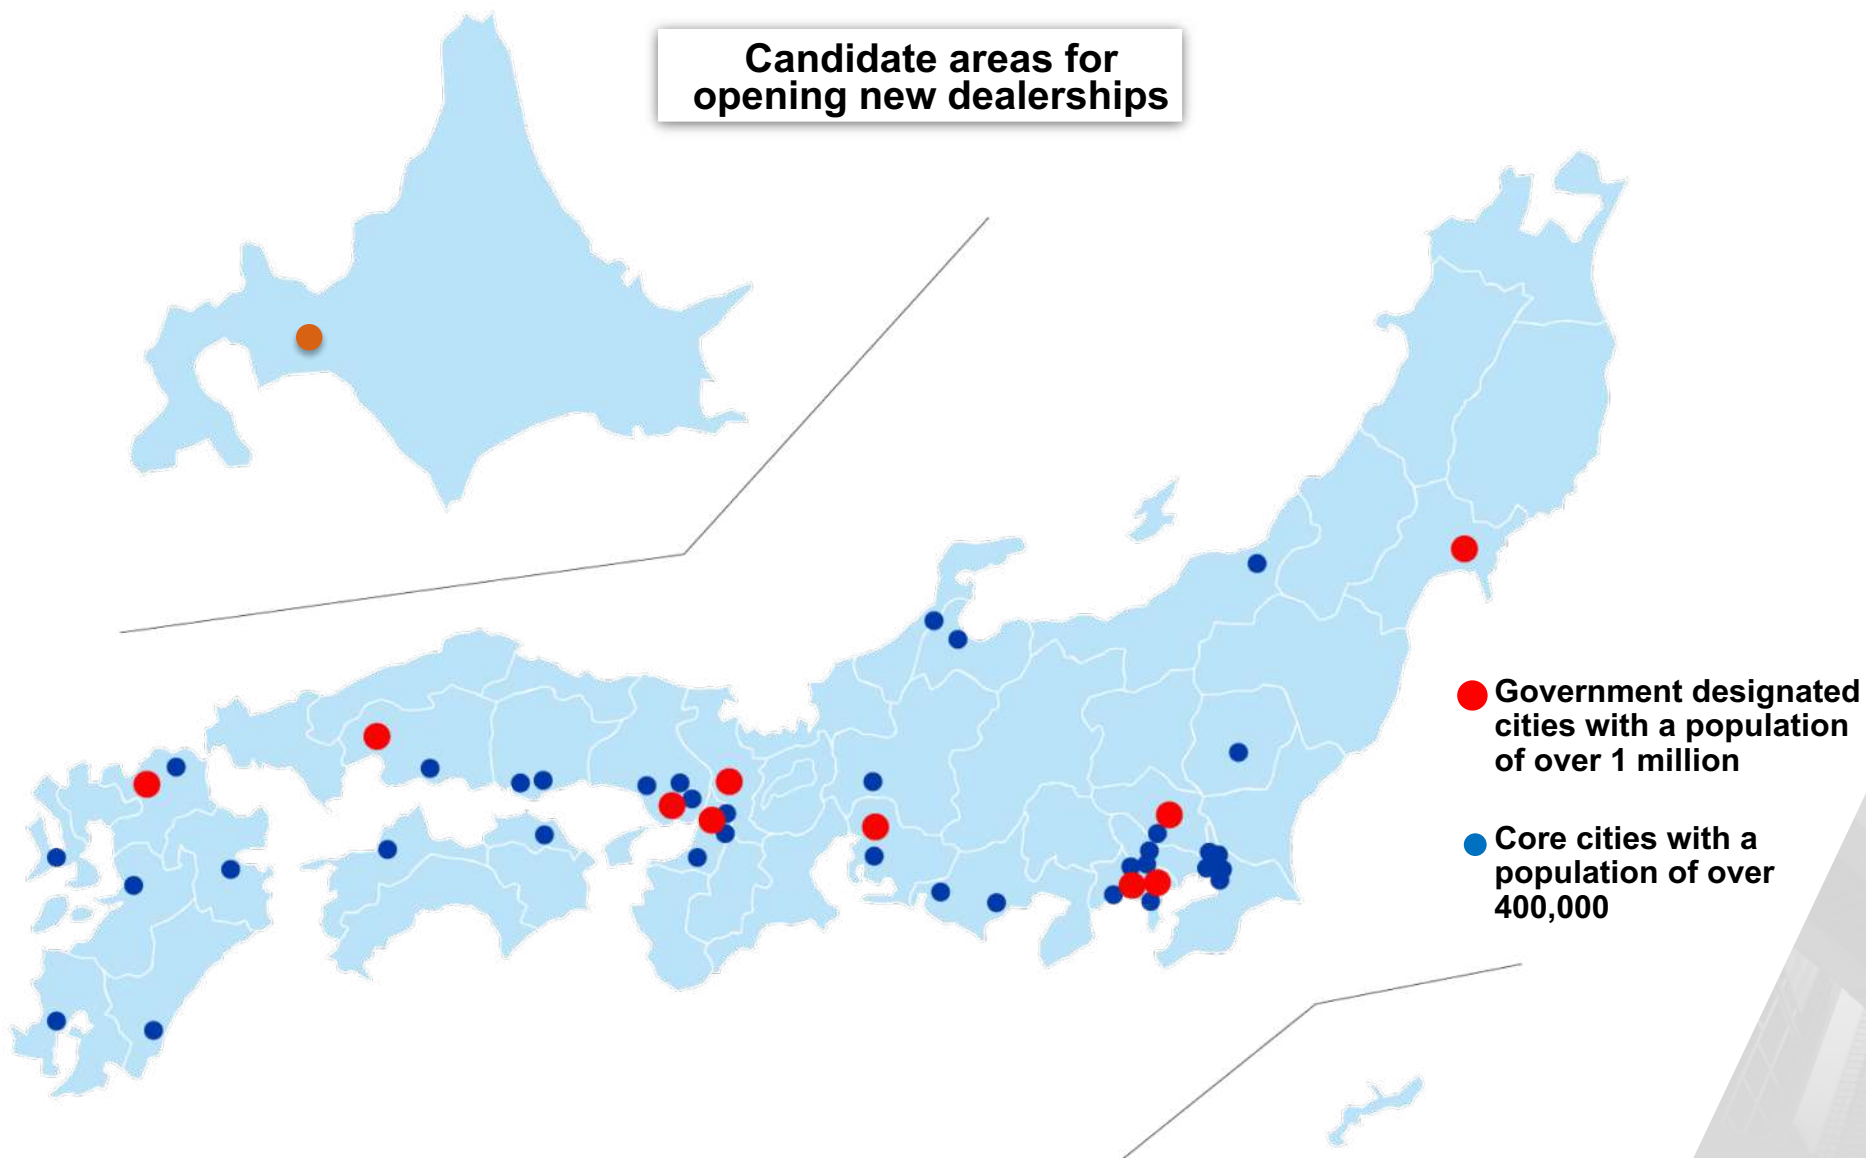 Candidate areas for
opening new dealerships
Government designated
cities with a population
of over 1 million
Core cities with a
population of over
400,000